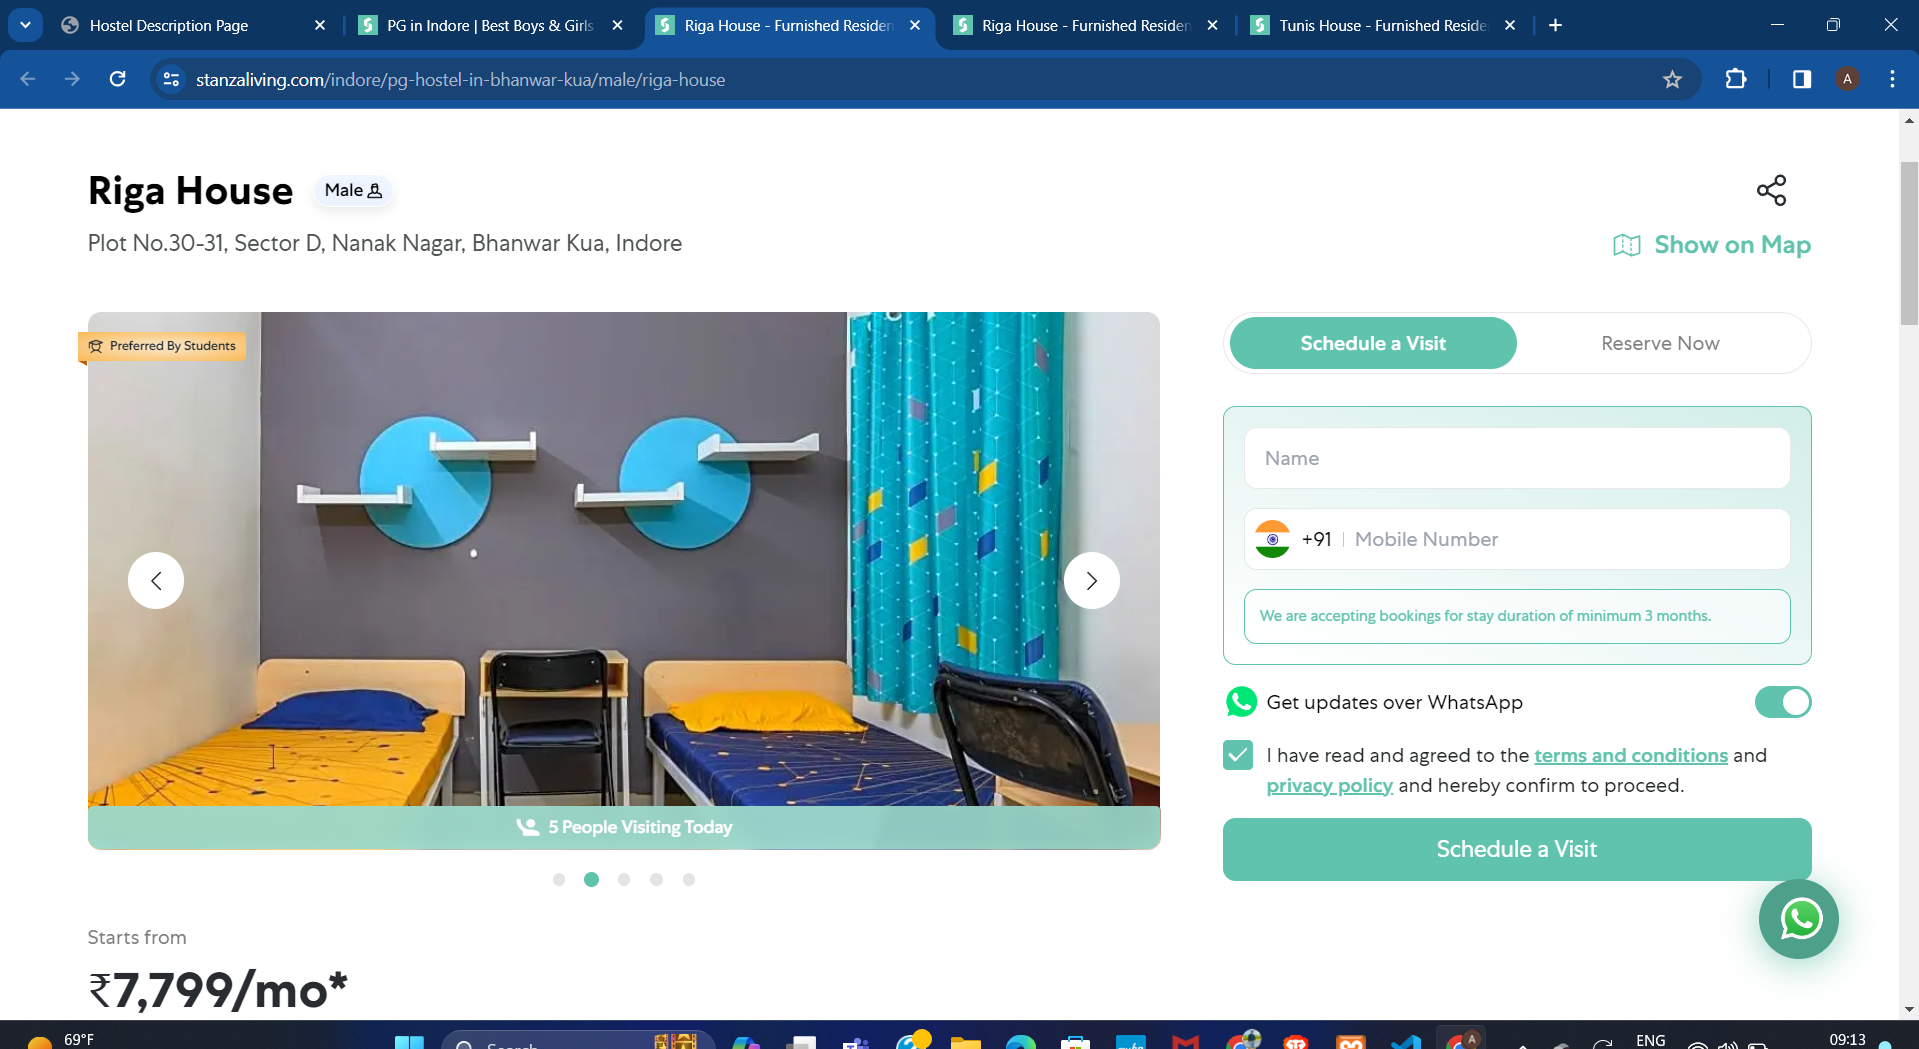 Hostel Description Page
PG in Indore | Best Boys & Girls
Riga House - Furnished Residen
Riga House - Furnished Residen
Tunis House - Furnished Reside
stanzaliving.com/indore/pg-hostel-in-bhanwar-kua/male/riga-house
A
Riga House
Male
Plot No.30-31, Sector D, Nanak Nagar, Bhanwar Kua, Indore
Show on Map
Preferred By Students
5 People Visiting Today
Schedule a Visit
Reserve Now
Name
+91 | Mobile Number
We are accepting bookings for stay duration of minimum 3 months.
Get updates over WhatsApp
I have read and agreed to the terms and conditions and
privacy policy and hereby confirm to proceed.
Schedule a Visit
Starts from
₹7,799/mo*
69°F
Search
ENG
09:13